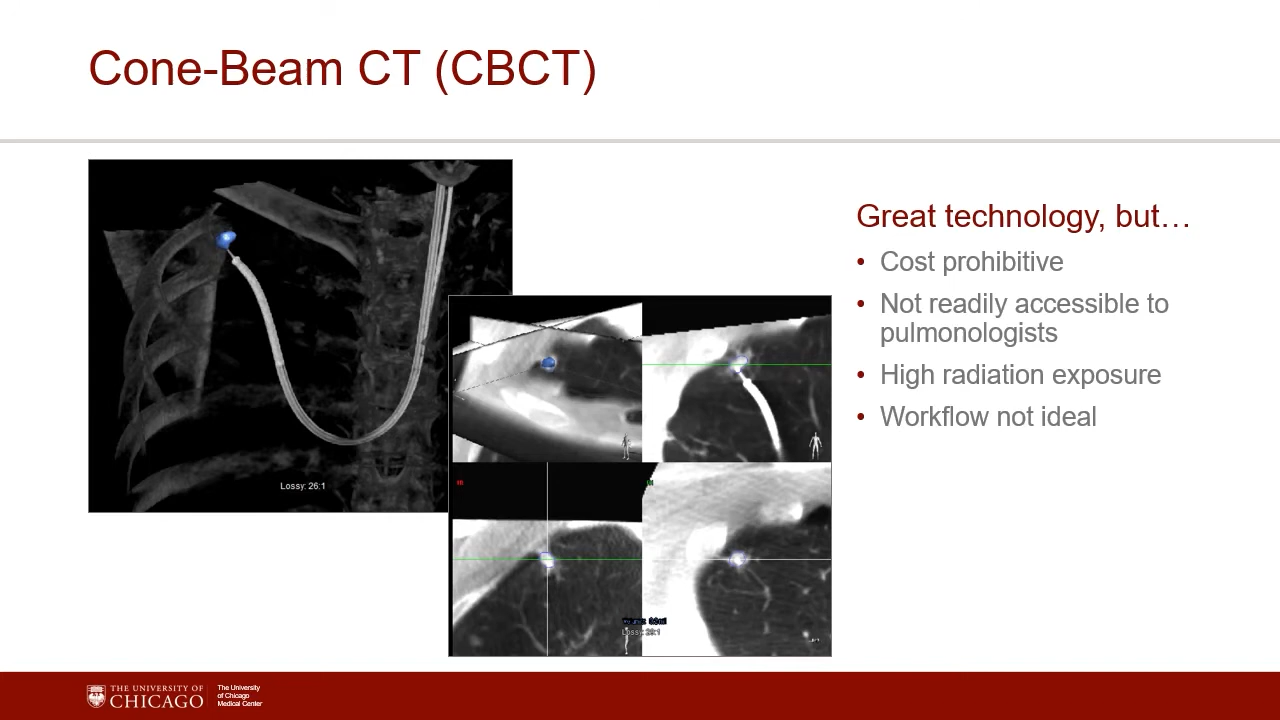 Cone-Beam CT (CBCT)
Great technology, but…
• Cost prohibitive
• Not readily accessible to
pulmonologists
• High radiation exposure
• Workflow not ideal
Lossy: 26:1
THE UNIVERSITY OF
CHICAGO
The University
of Chicago
Medical Center